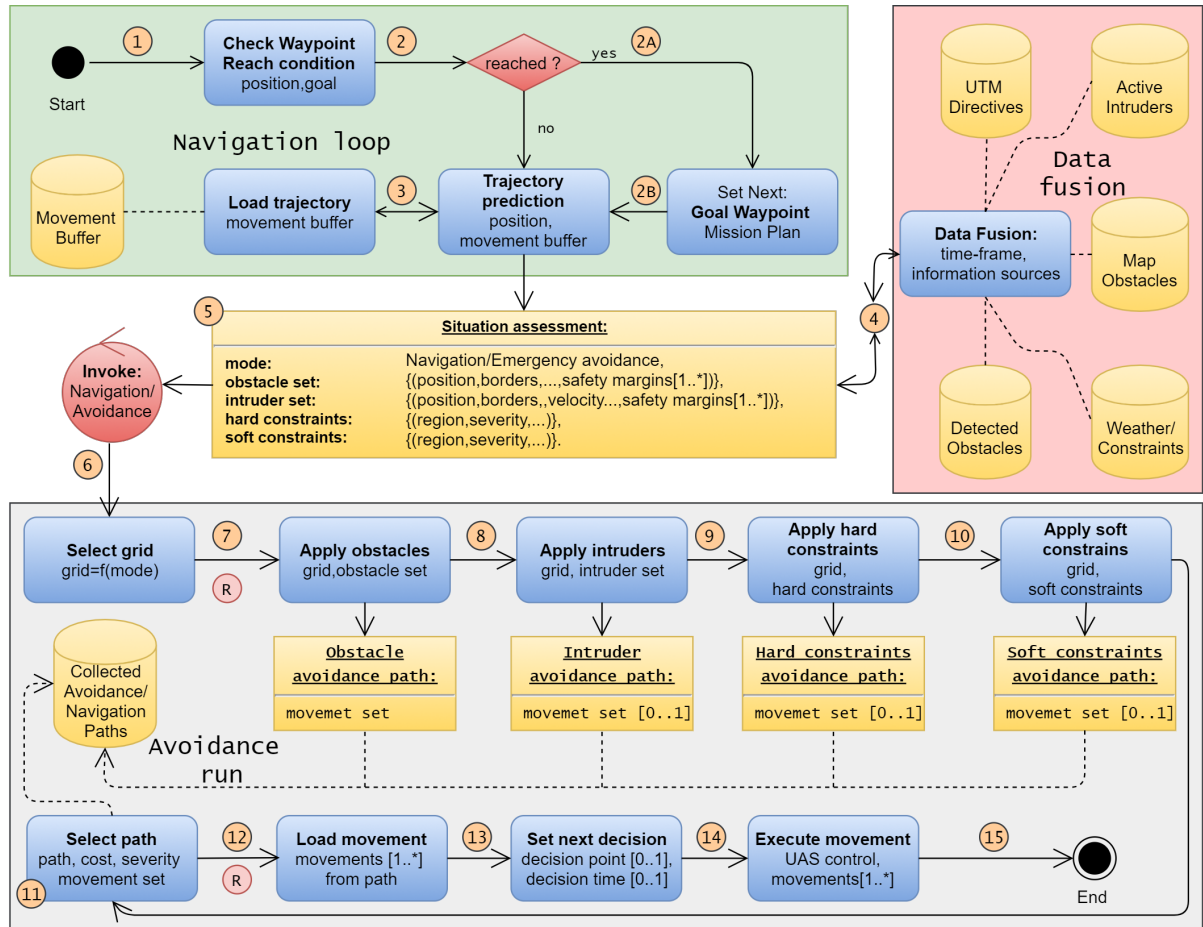 1
Check Waypoint
Reach condition
position,goal
2
reached ?
yes
2A
Start
no
Navigation loop
Movement
Buffer
Load trajectory
movement buffer
3
Trajectory
prediction
position,
movement buffer
2B
Set Next:
Goal Waypoint
Mission Plan
UTM
Directives
Active
Intruders
Data
fusion
Data Fusion:
time-frame,
information sources
Map
Obstacles
4
Detected
Obstacles
Weather/
Constraints
5
Situation assessment:
mode: Navigation/Emergency avoidance,
obstacle set: {(position,borders,...,safety margins[1..*])},
intruder set: {(position,borders,,velocity...,safety margins[1..*])},
hard constraints: {(region,severity,...)},
soft constraints: {(region,severity,...)}.
Invoke:
Navigation/
Avoidance
6
Select grid
grid=f(mode)
7
R
Apply obstacles
grid,obstacle set
8
Apply intruders
grid, intruder set
9
Apply hard
constraints
grid,
hard constraints
10
Apply soft
constrains
grid,
soft constraints
Collected
Avoidance/
Navigation
Paths
Obstacle
avoidance path:
movemet set
Intruder
avoidance path:
movemet set [0..1]
Hard constraints
avoidance path:
movemet set [0..1]
Soft constraints
avoidance path:
movemet set [0..1]
Avoidance
run
Select path
path, cost, severity
movement set
11
12
R
Load movement
movements [1..*]
from path
13
Set next decision
decision point [0..1],
decision time [0..1]
14
Execute movement
UAS control,
movements[1..*]
15
End